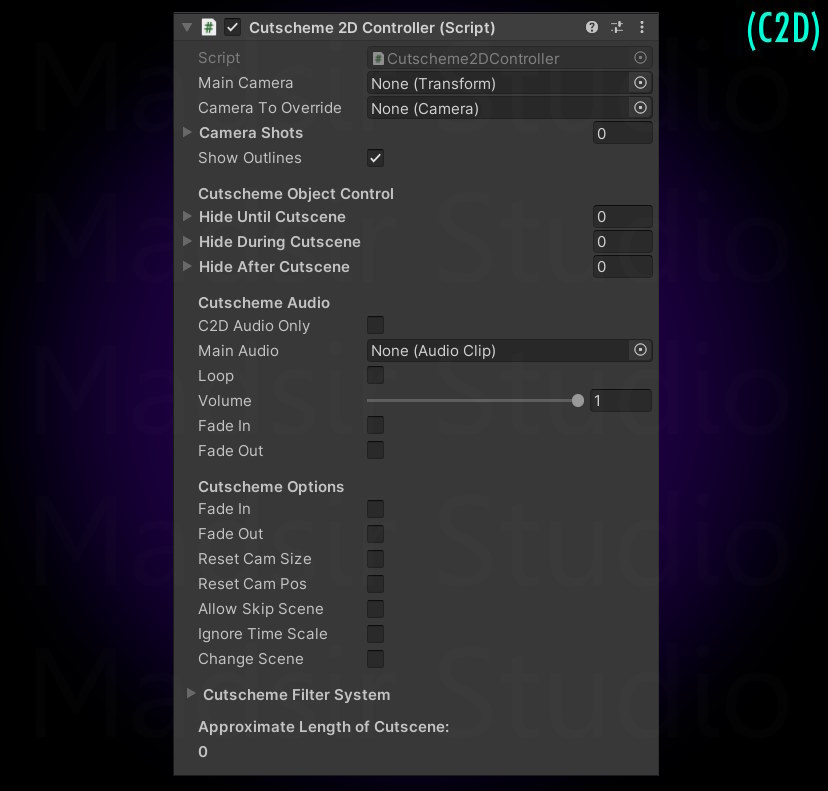 Cutscheme 2D Controller (Script)
(C2D)
Script Cutscheme2DController
Main Camera None (Transform)
Camera To Override None (Camera)
Camera Shots 0
Show Outlines
Cutscheme Object Control
Hide Until Cutscene 0
Hide During Cutscene 0
Hide After Cutscene 0
Cutscheme Audio
C2D Audio Only
Main Audio None (Audio Clip)
Loop
Volume 1
Fade In
Fade Out
Cutscheme Options
Fade In
Fade Out
Reset Cam Size
Reset Cam Pos
Allow Skip Scene
Ignore Time Scale
Change Scene
Cutscheme Filter System
Approximate Length of Cutscene:
0